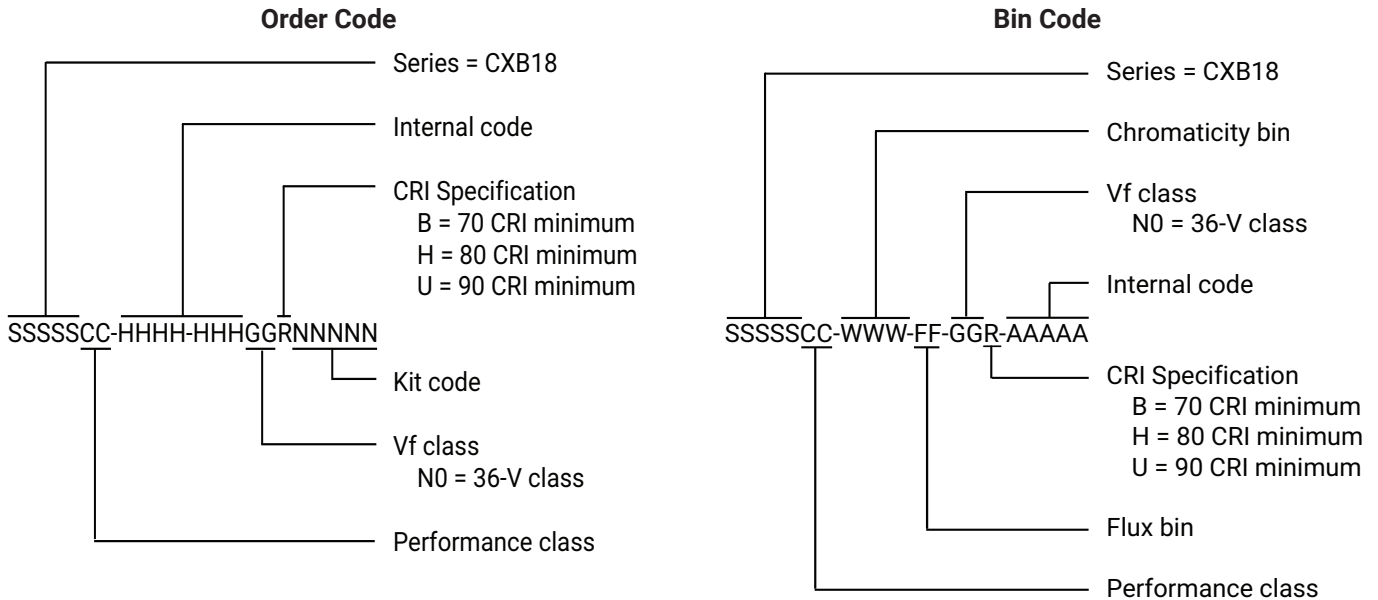 Order Code
Series = CXB18
Internal code
CRI Specification
B = 70 CRI minimum
H = 80 CRI minimum
U = 90 CRI minimum
SSSSSCC-HHHH-HHHGGRNNNNN
Kit code
Vf class
N0 = 36-V class
Performance class
Bin Code
Series = CXB18
Chromaticity bin
Vf class
N0 = 36-V class
Internal code
SSSSSCC-WWW-FF-GGR-AAAAA
CRI Specification
B = 70 CRI minimum
H = 80 CRI minimum
U = 90 CRI minimum
Flux bin
Performance class